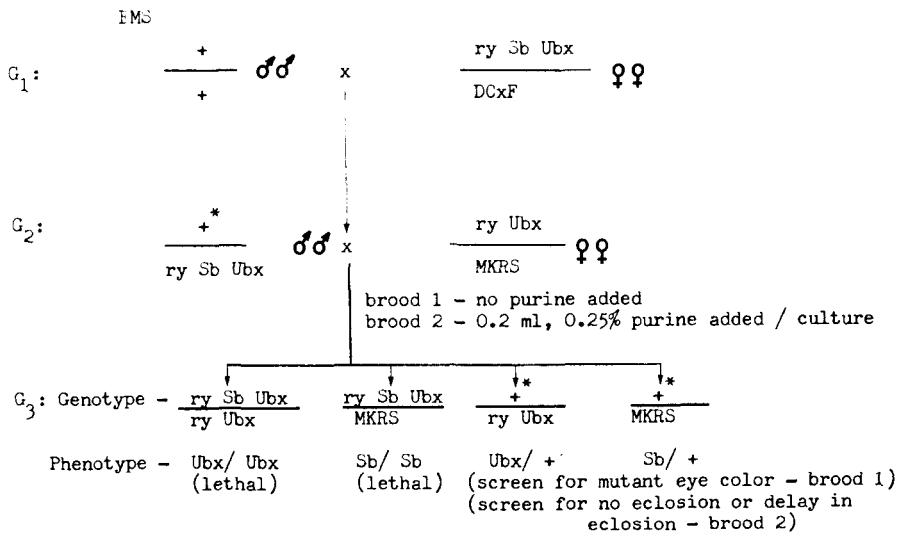 EMS
+ ♂♂ x ry Sb Ubx ♀♀
G1:
+ DCxF
+* ♂♂ x ry Ubx ♀♀
G2:
ry Sb Ubx MKRS
brood 1 - no purine added
brood 2 - 0.2 ml, 0.25% purine added / culture
G3: Genotype - ry Sb Ubx ry Sb Ubx +* +*
ry Ubx MKRS ry Ubx MKRS
Phenotype - Ubx/ Ubx Sb/ Sb Ubx/ + Sb/ +
(lethal) (lethal) (screen for mutant eye color - brood 1)
(screen for no eclosion or delay in
eclosion - brood 2)